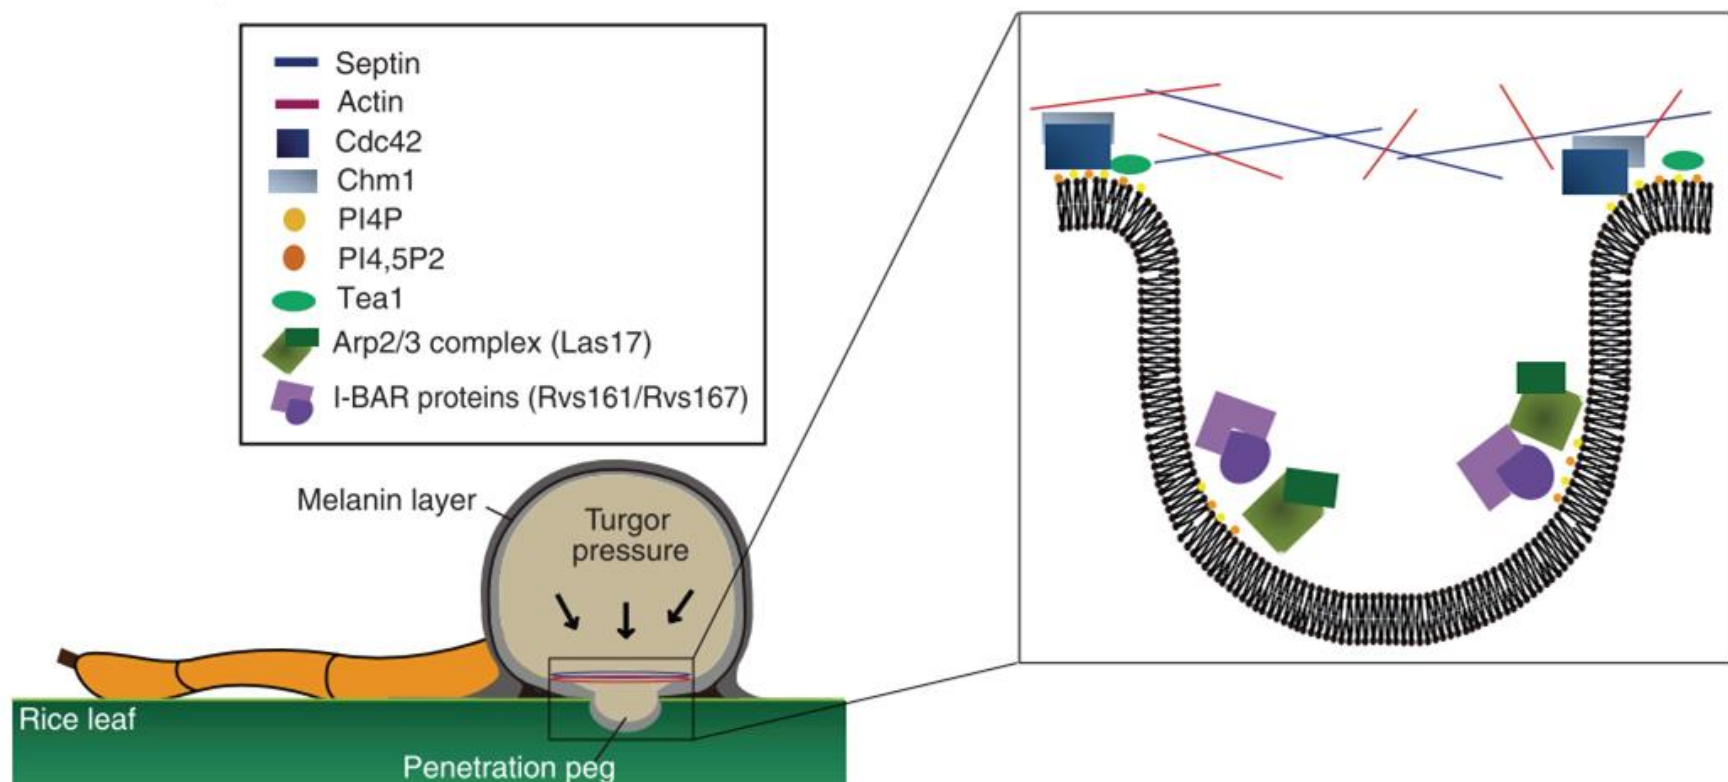 Septin
Actin
Cdc42
Chm1
PI4P
PI4,5P2
Tea1
Arp2/3 complex (Las17)
I-BAR proteins (Rvs161/Rvs167)
Melanin layer
Turgor
pressure
Rice leaf
Penetration peg